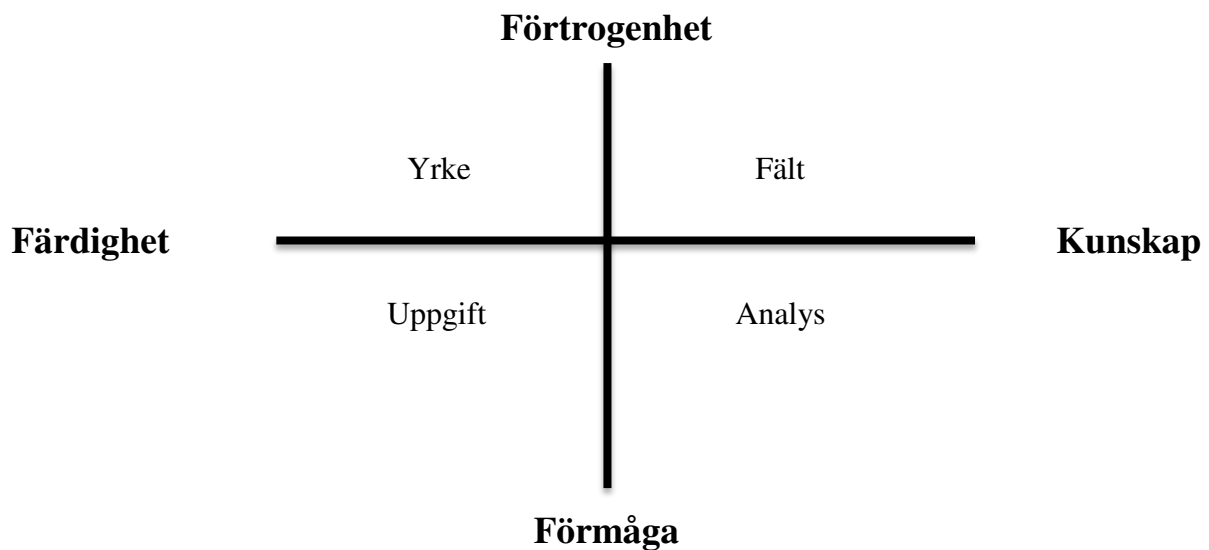 Förtrogenhet
Yrke Fält
Färdighet Kunskap
Uppgift Analys
Förmåga